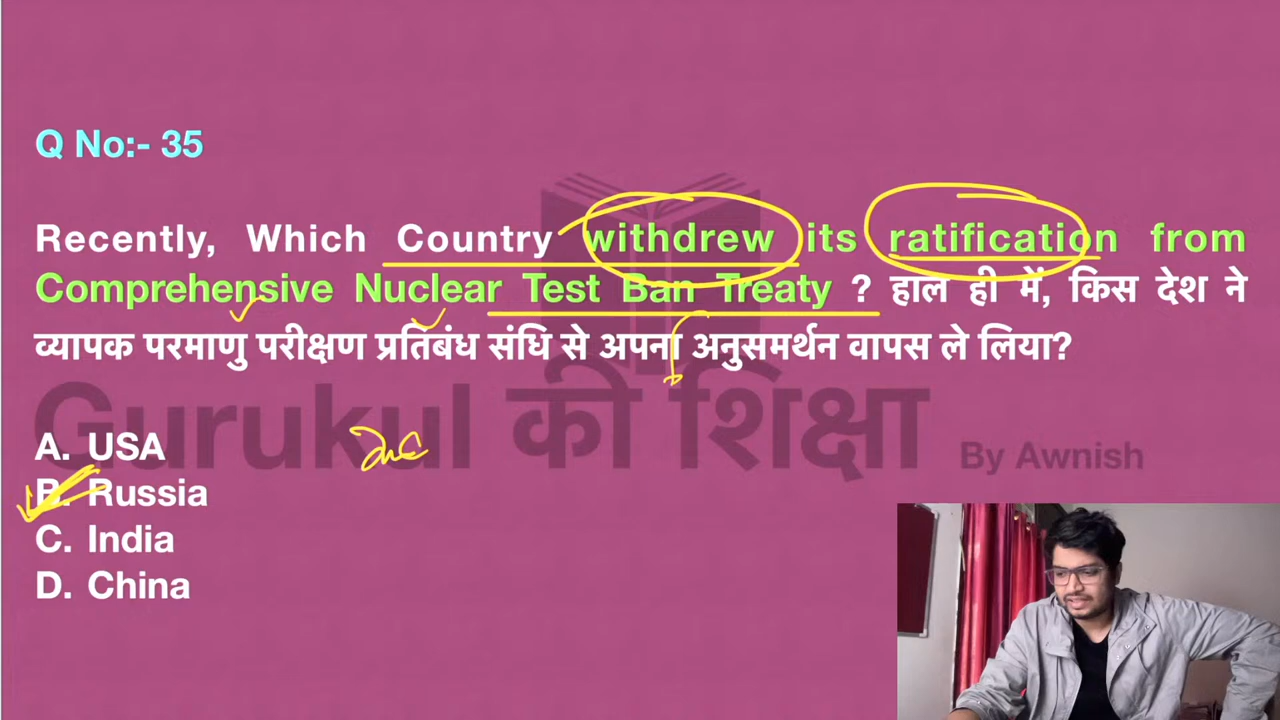 Q No:- 35
Recently, Which Country withdrew its ratification from
Comprehensive Nuclear Test Ban Treaty ? हाल ही में, किस देश ने
व्यापक परमाणु परीक्षण प्रतिबंध संधि से अपना अनुसमर्थन वापस ले लिया?
Gurukul की शिक्षा By Awnish
A. USA
B. Russia
C. India
D. China